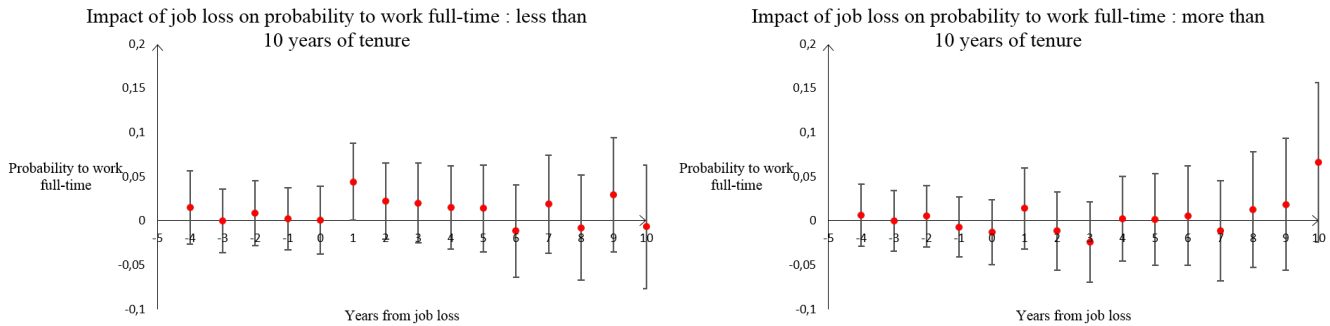 Impact of job loss on probability to work full-time : less than
10 years of tenure
0,2
0,15
0,1
0,05
0
-0,05
-0,1
Probability to work
full-time
-5 -4 -3 -2 -1 0 1 2 3 4 5 6 7 8 9 10
Years from job loss
Impact of job loss on probability to work full-time : more than
10 years of tenure
0,2
0,15
0,1
0,05
0
-0,05
-0,1
Probability to work
full-time
-5 -4 -3 -2 -1 0 1 2 3 4 5 6 7 8 9 10
Years from job loss